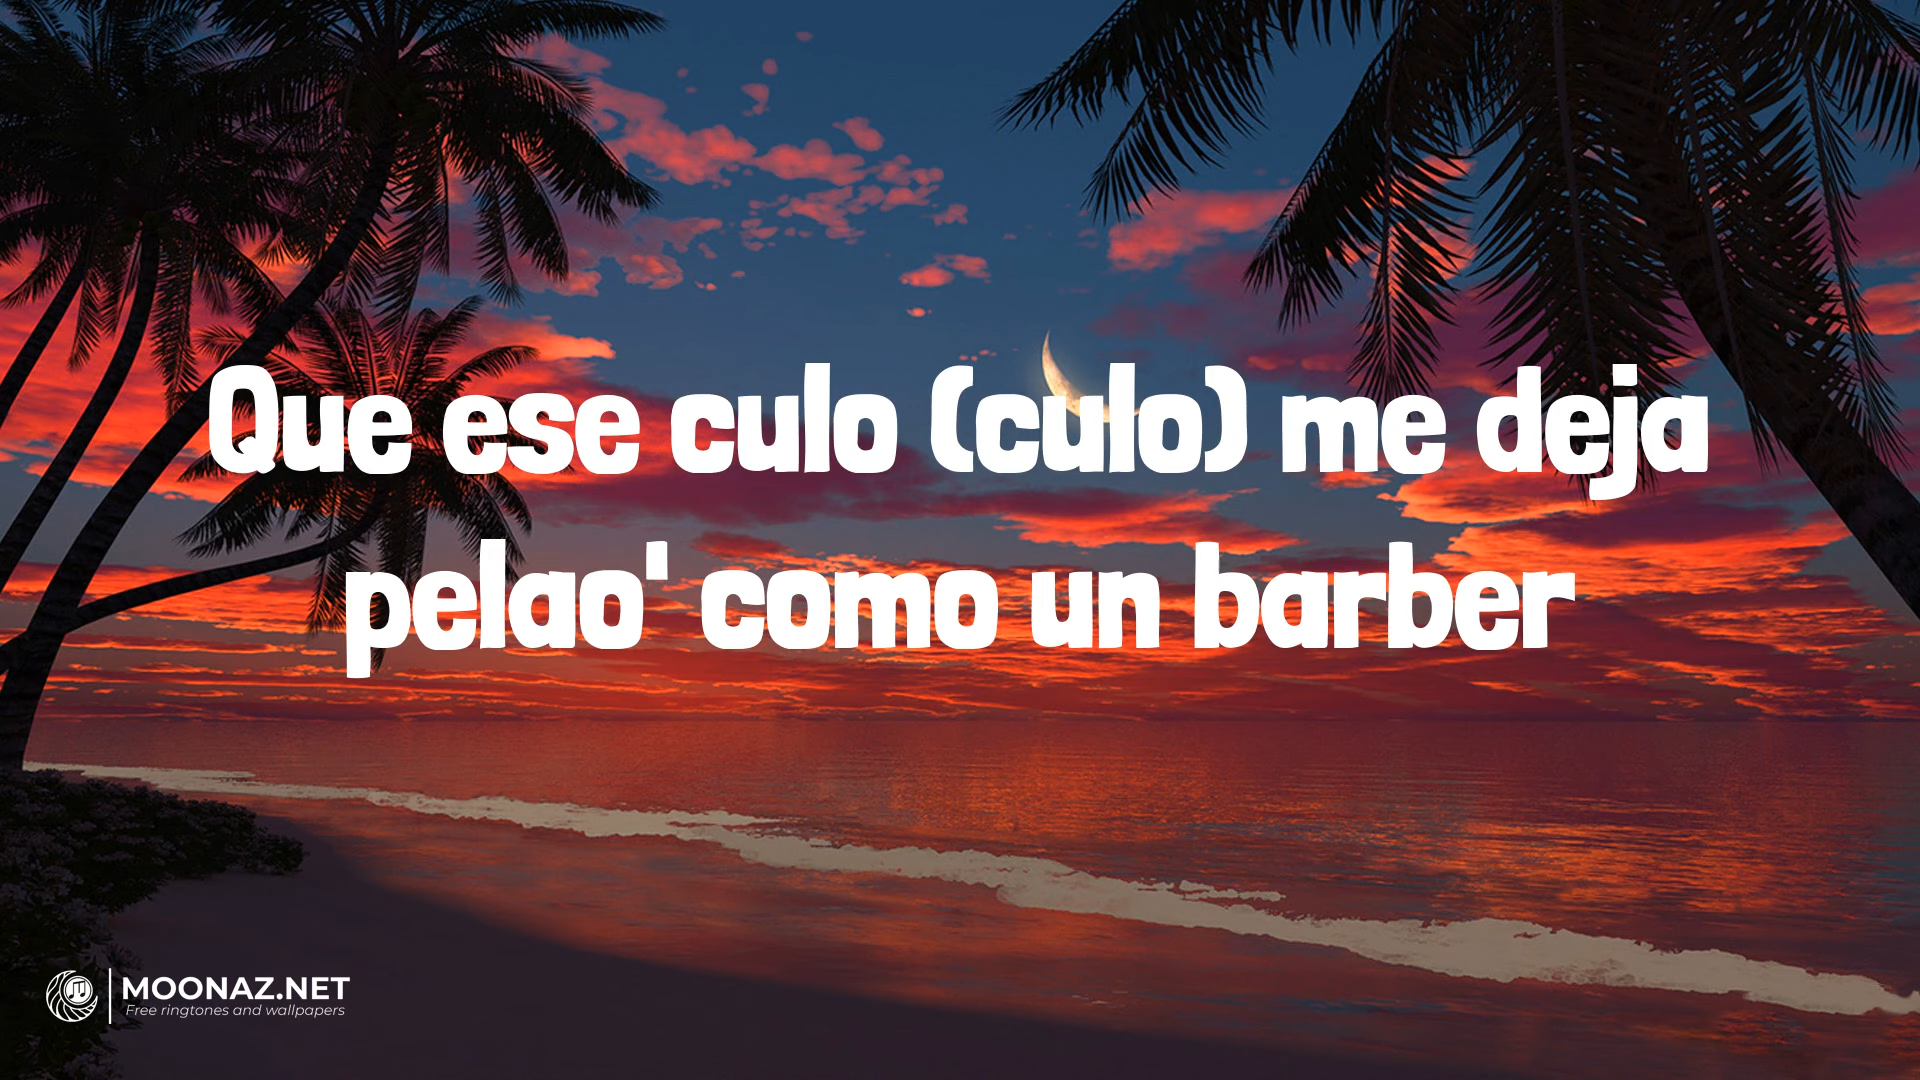 Que ese culo (culo) me deja
pelao' como un barber
MOONAZ.NET
Free ringtones and wallpapers